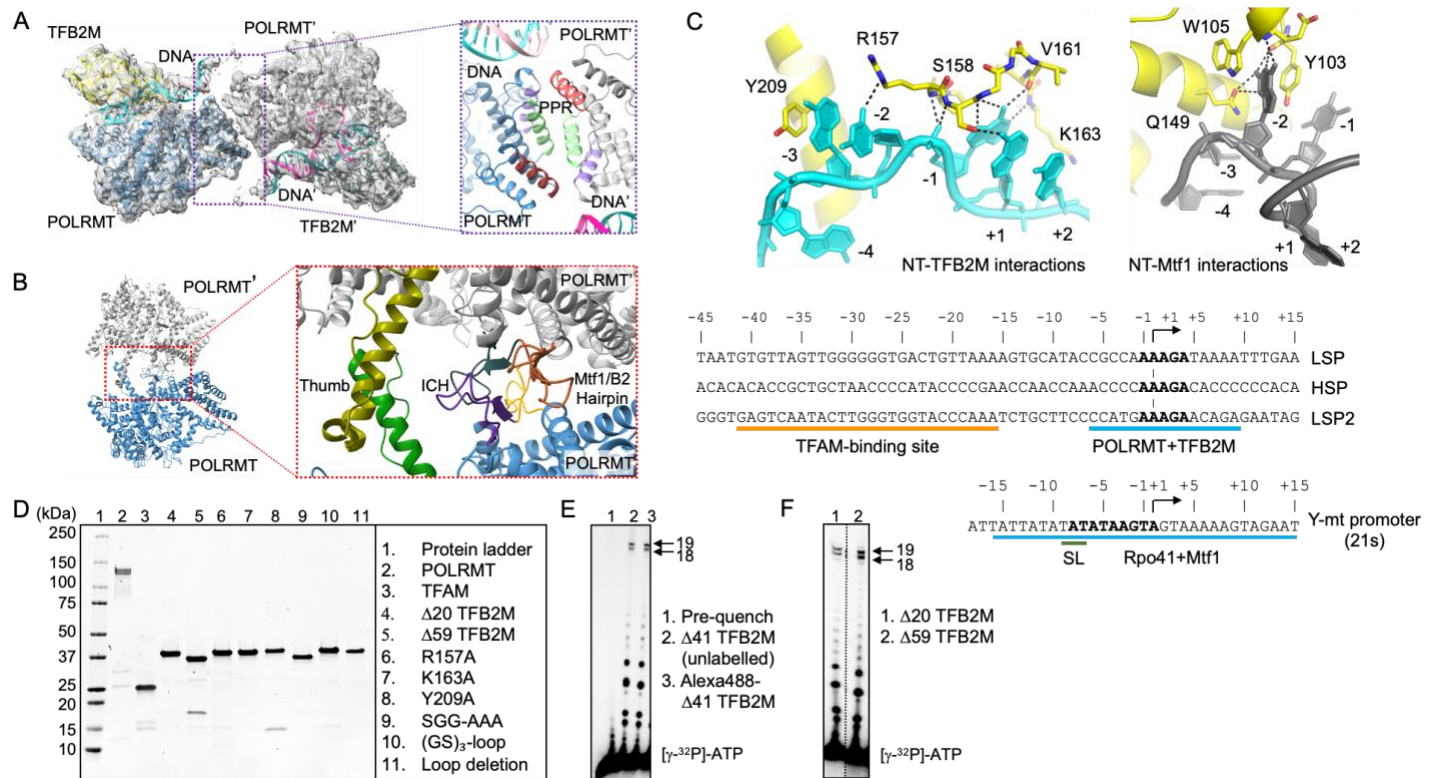 A
TFB2M
DNA
POLRMT'
POLRMT
DNA'
TFB2M'
POLRMT'
DNA
PPR
POLRMT
DNA'
B
POLRMT'
POLRMT
POLRMT'
Thumb
ICH
Mtf1/B2
Hairpin
POLRMT
C
R157
S158
V161
Y209
K163
-2
-3
-1
-4
+1
+2
NT-TFB2M interactions
W105
Y103
Q149
-2
-1
-3
-4
+1
+2
NT-Mtf1 interactions
-45 -40 -35 -30 -25 -20 -15 -10 -5 -1 +1 +5 +10 +15
TAATGTGTTAGTTGGGGGGTGACTGTTAAAAGTGCATACCGCCAAAAGATAAAATTTGAA LSP
ACACACACCGCTGCTAACCCCATACCCCGAACCAACCAAACCCCAAAGACACCCCCCACA HSP
GGGTGAGTCAATACTTGGGTGGTACCCAAATCTGCTTCCCCATGAAAGAACAGAGAATAG LSP2
TFAM-binding site POLRMT+TFB2M
-15 -10 -5 -1 +1 +5 +10 +15
ATTATTATATATATAAGTAGTAAAAAGTAGAAT Y-mt promoter
(21s)
SL Rpo41+Mtf1
D (kDa) 1 2 3 4 5 6 7 8 9 10 11
250
150
100
75
50
37
25
20
15
10
1. Protein ladder
2. POLRMT
3. TFAM
4. Δ20 TFB2M
5. Δ59 TFB2M
6. R157A
7. K163A
8. Y209A
9. SGG-AAA
10. (GS)₃-loop
11. Loop deletion
E 1 2 3
19
18
1. Pre-quench
2. Δ41 TFB2M
(unlabelled)
3. Alexa488-
Δ41 TFB2M
[γ-³²P]-ATP
F 1 2
19
18
1. Δ20 TFB2M
2. Δ59 TFB2M
[γ-³²P]-ATP